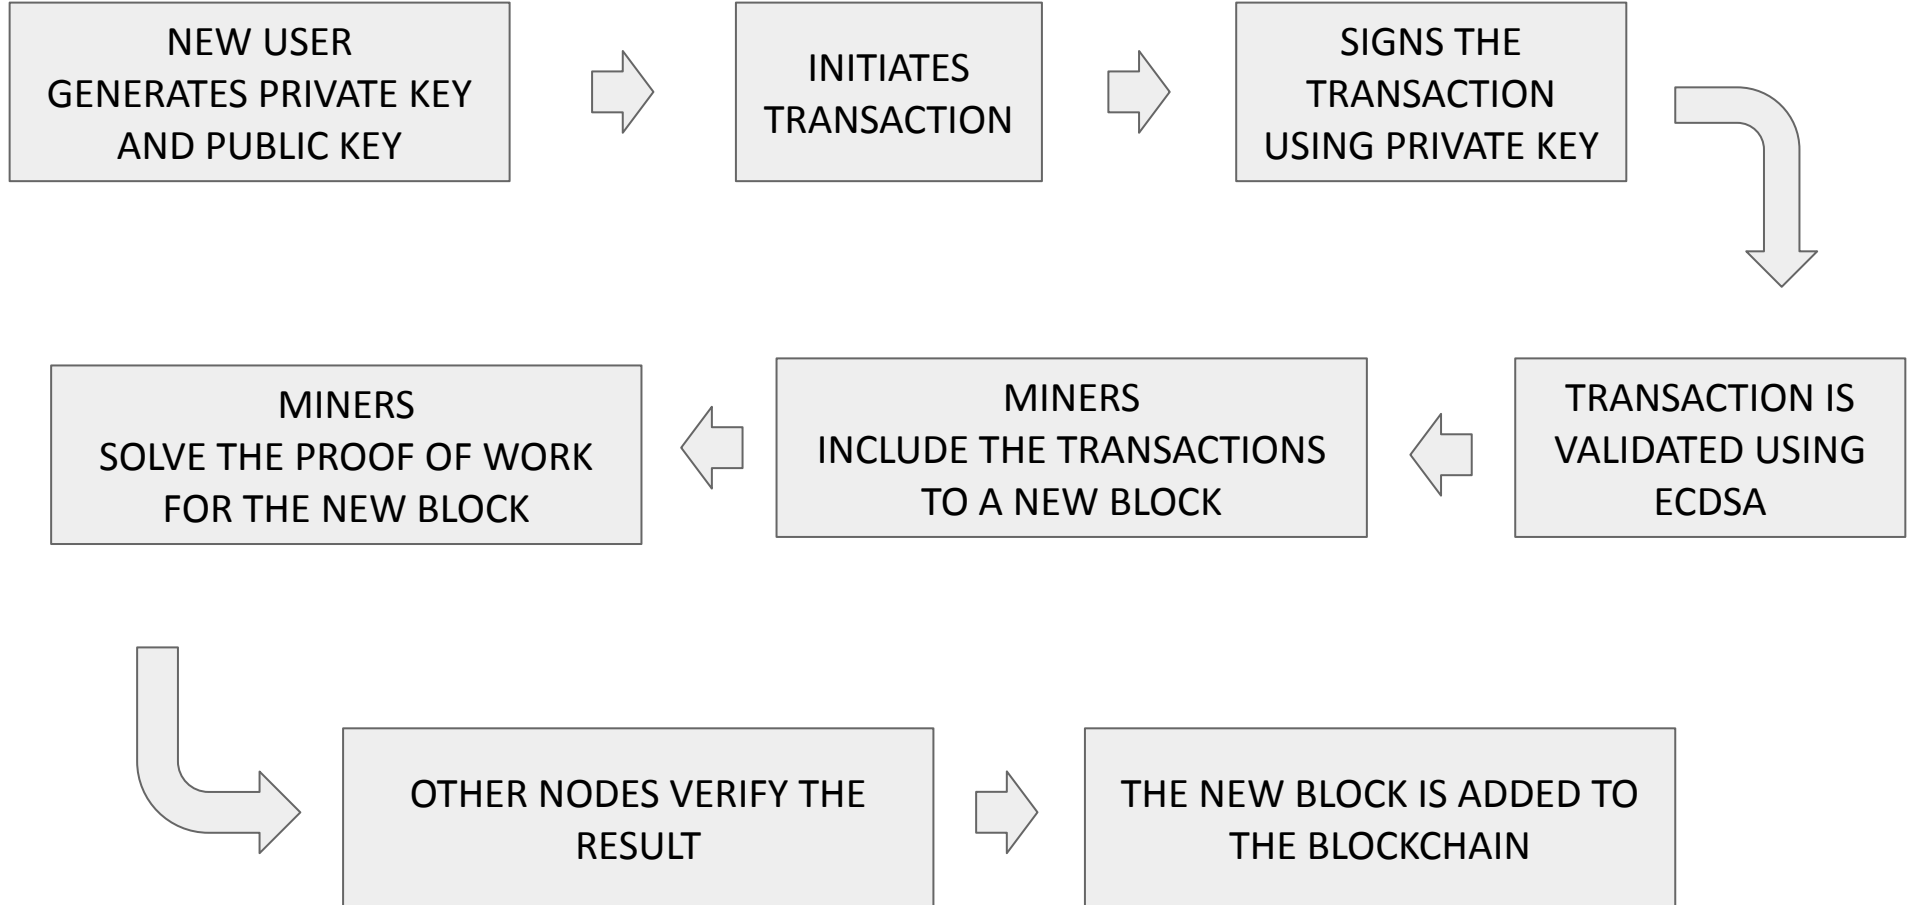 NEW USER
GENERATES PRIVATE KEY
AND PUBLIC KEY
INITIATES
TRANSACTION
SIGNS THE
TRANSACTION
USING PRIVATE KEY
TRANSACTION IS
VALIDATED USING
ECDSA
MINERS
INCLUDE THE TRANSACTIONS
TO A NEW BLOCK
MINERS
SOLVE THE PROOF OF WORK
FOR THE NEW BLOCK
OTHER NODES VERIFY THE
RESULT
THE NEW BLOCK IS ADDED TO
THE BLOCKCHAIN